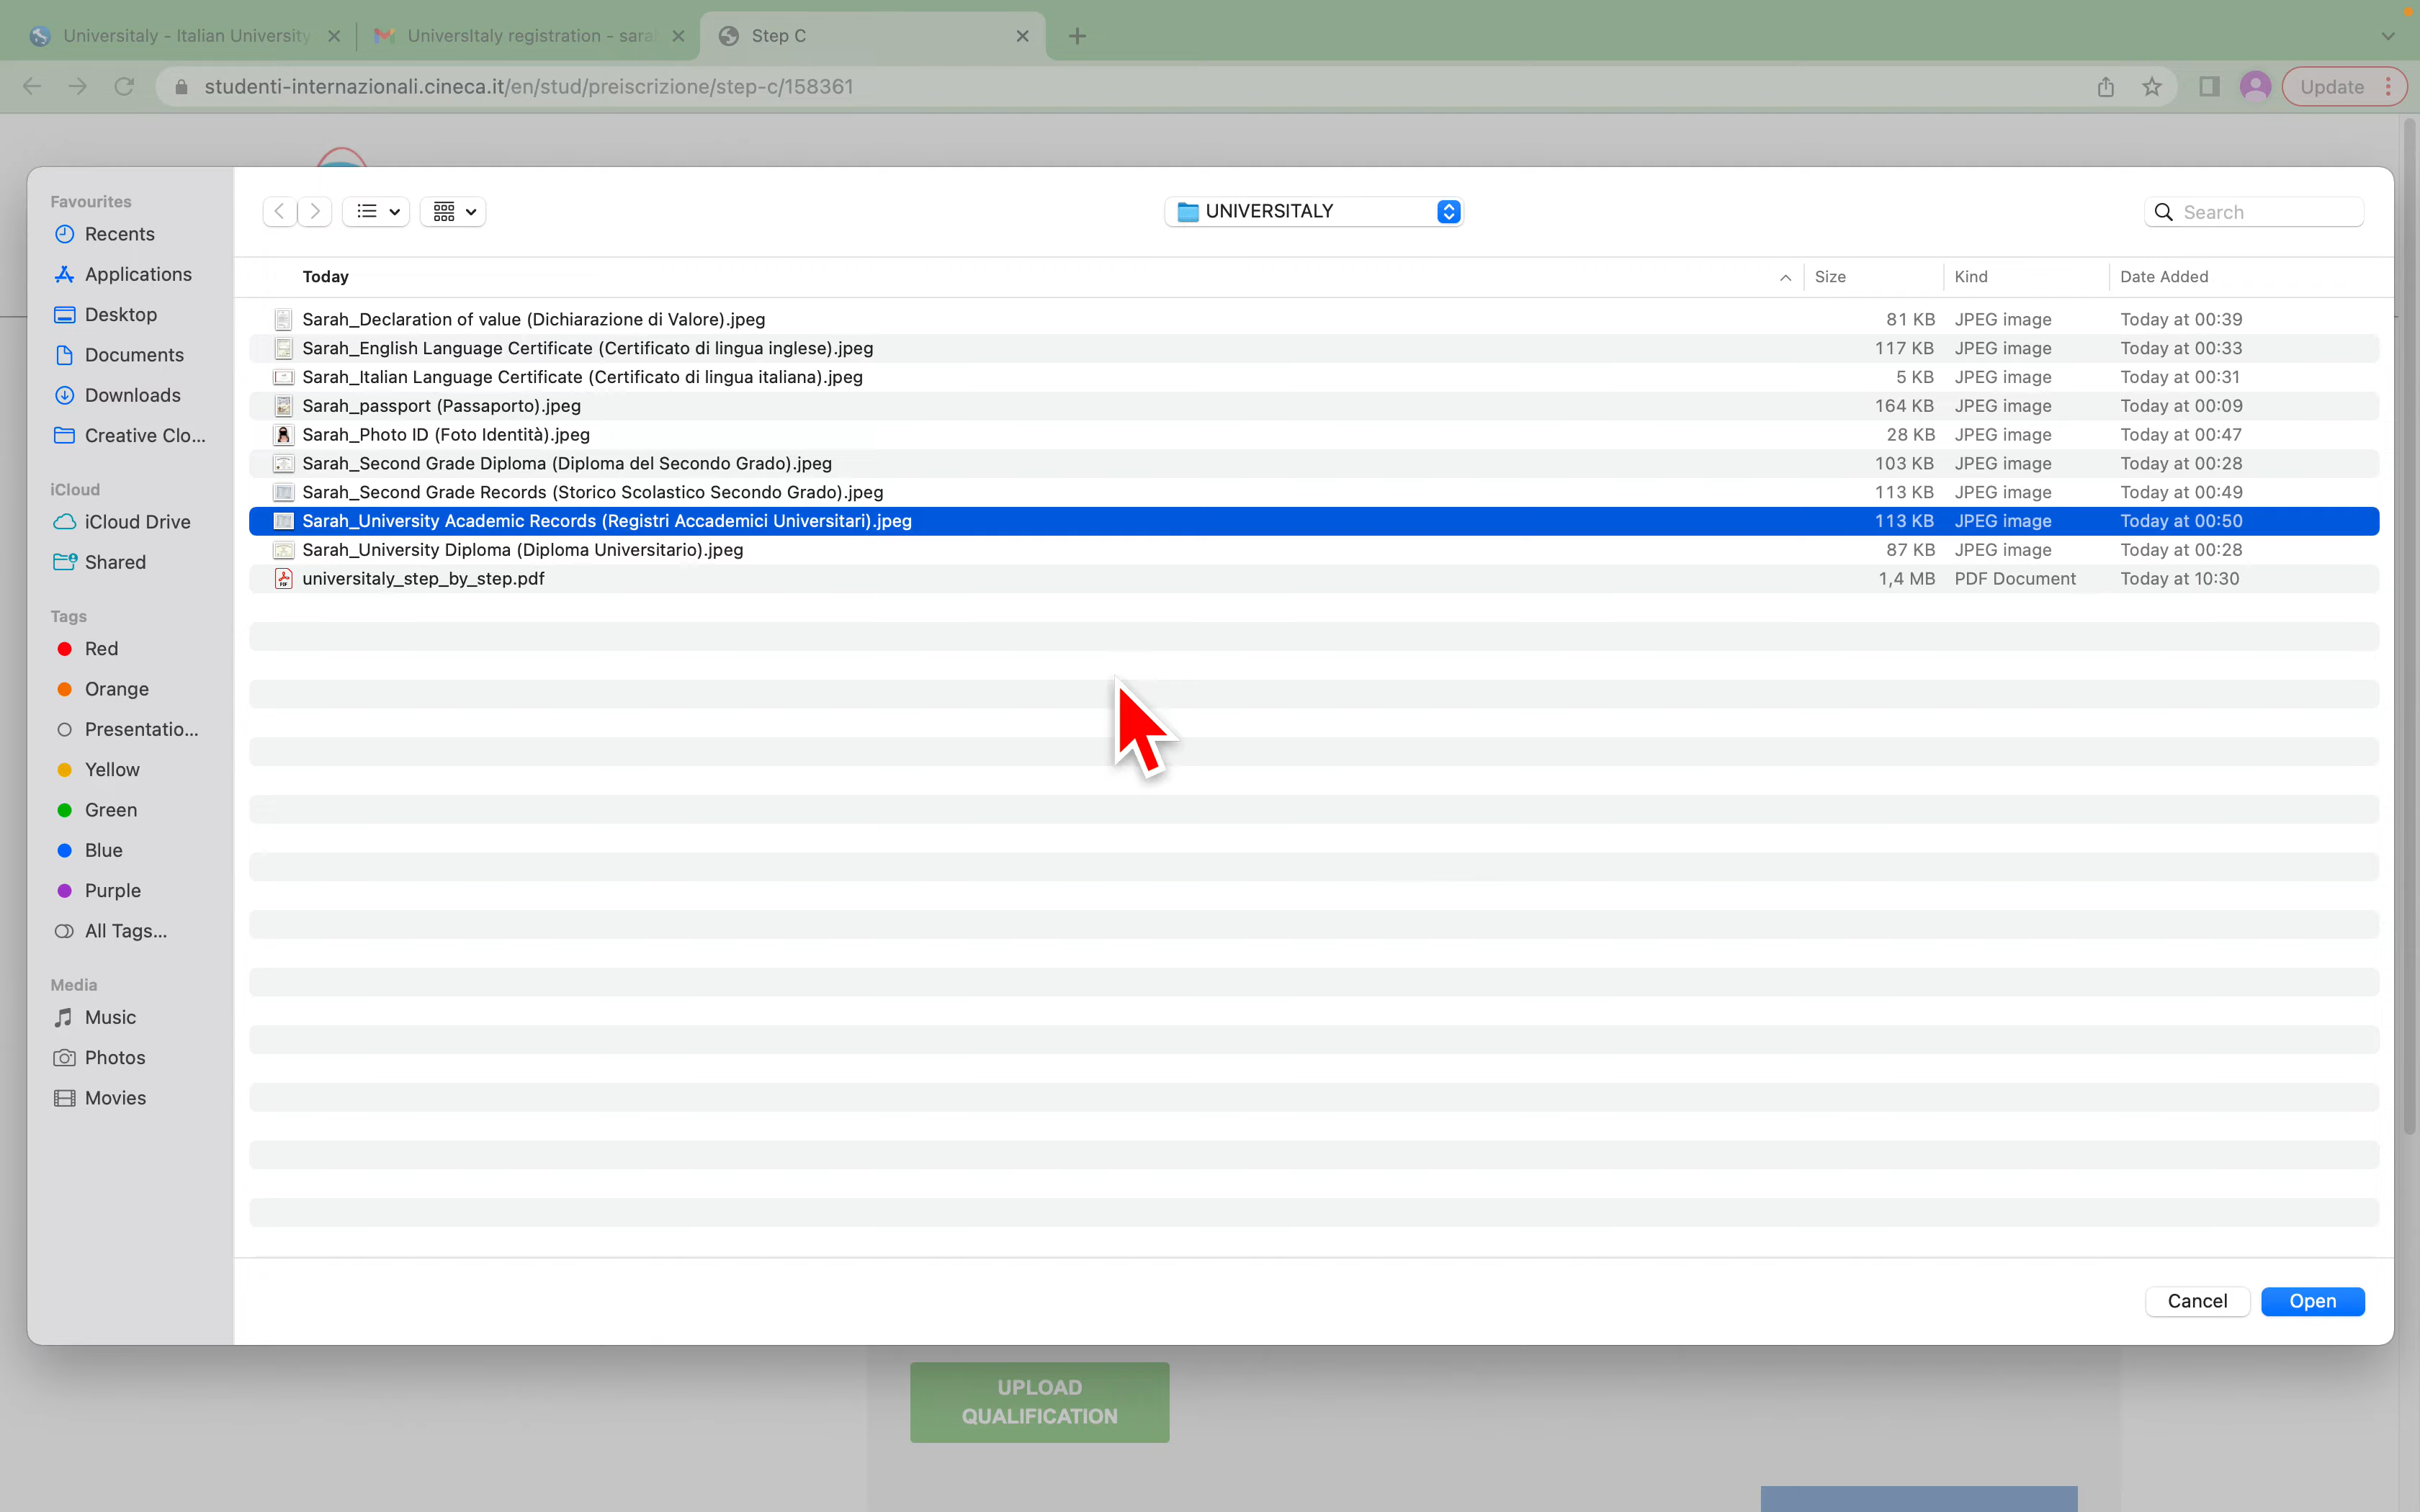 Universitaly - Italian University
UniversItaly registration - sara
Step C
studenti-internazionali.cineca.it/en/stud/preiscrizione/step-c/158361
Update
Favourites
Recents
Applications
Desktop
Documents
Downloads
Creative Clo...
iCloud
iCloud Drive
Shared
Tags
Red
Orange
Presentatio...
Yellow
Green
Blue
Purple
All Tags...
Media
Music
Photos
Movies
UNIVERSITALY
Search
Today Size Kind Date Added
Sarah_Declaration of value (Dichiarazione di Valore).jpeg 81 KB JPEG image Today at 00:39
Sarah_English Language Certificate (Certificato di lingua inglese).jpeg 117 KB JPEG image Today at 00:33
Sarah_Italian Language Certificate (Certificato di lingua italiana).jpeg 5 KB JPEG image Today at 00:31
Sarah_passport (Passaporto).jpeg 164 KB JPEG image Today at 00:09
Sarah_Photo ID (Foto Identità).jpeg 28 KB JPEG image Today at 00:47
Sarah_Second Grade Diploma (Diploma del Secondo Grado).jpeg 103 KB JPEG image Today at 00:28
Sarah_Second Grade Records (Storico Scolastico Secondo Grado).jpeg 113 KB JPEG image Today at 00:49
Sarah_University Academic Records (Registri Accademici Universitari).jpeg 113 KB JPEG image Today at 00:50
Sarah_University Diploma (Diploma Universitario).jpeg 87 KB JPEG image Today at 00:28
universitaly_step_by_step.pdf 1,4 MB PDF Document Today at 10:30
Cancel Open
UPLOAD
QUALIFICATION